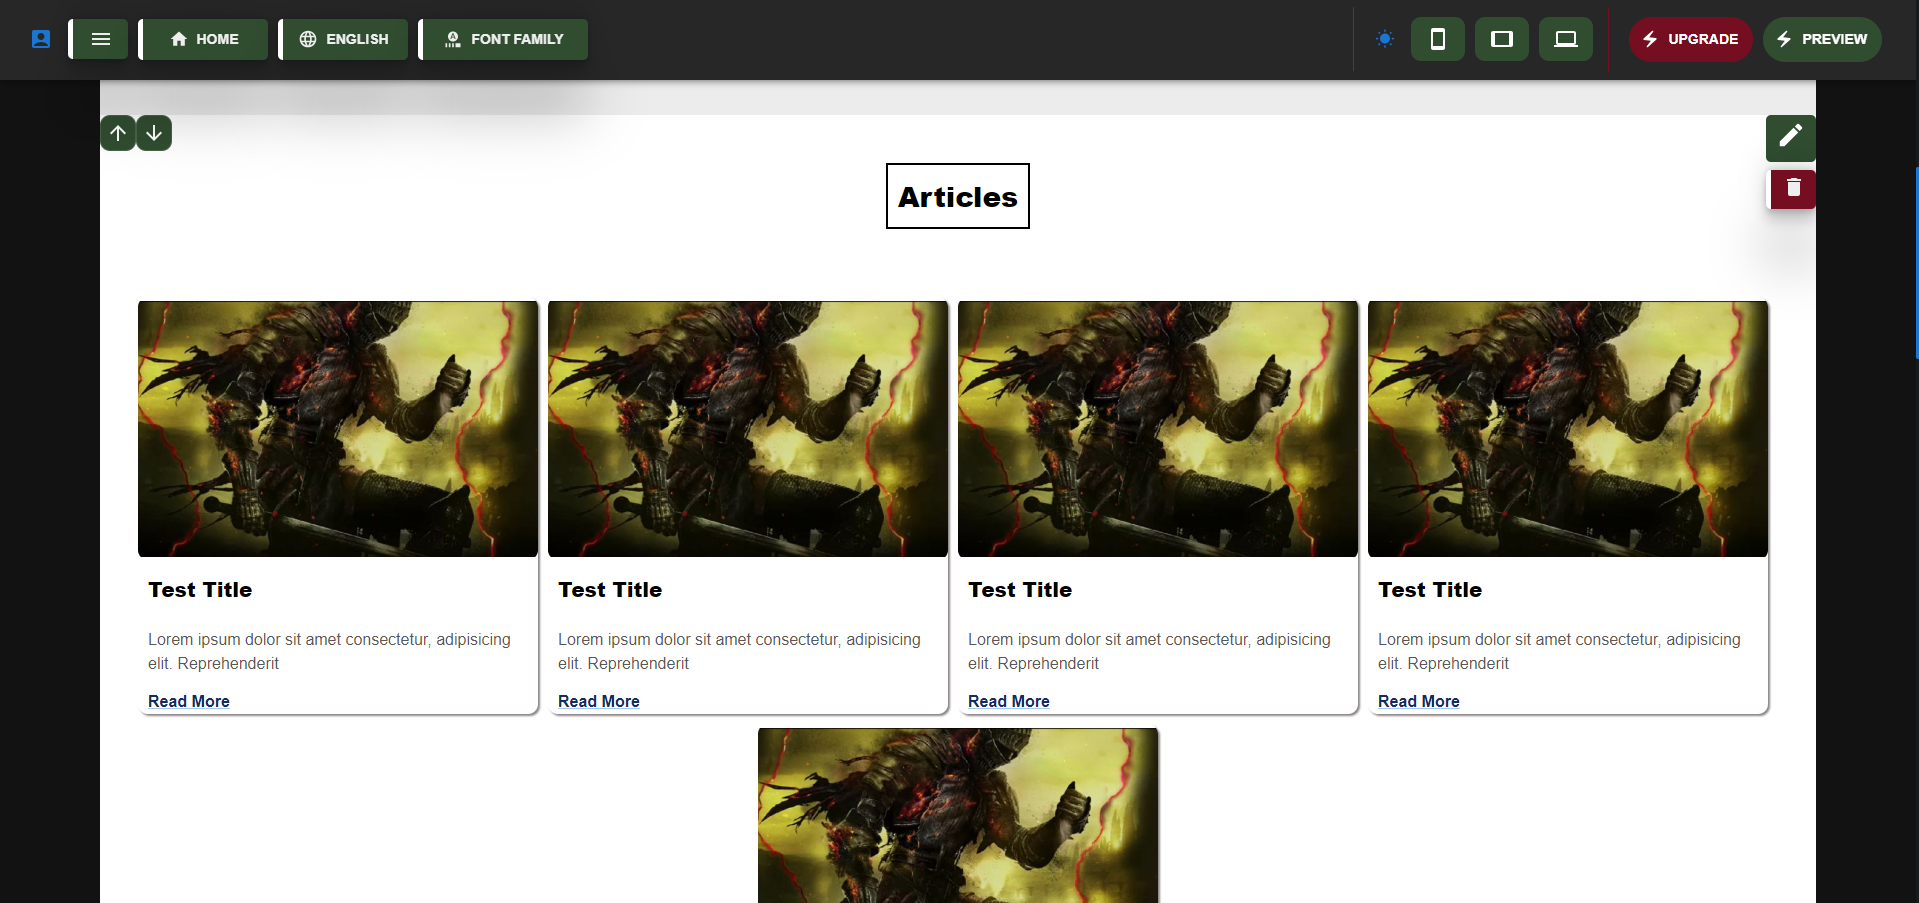 HOME
ENGLISH
FONT FAMILY
UPGRADE
PREVIEW
Articles
Test Title
Lorem ipsum dolor sit amet consectetur, adipisicing
elit. Reprehenderit
Read More
Test Title
Lorem ipsum dolor sit amet consectetur, adipisicing
elit. Reprehenderit
Read More
Test Title
Lorem ipsum dolor sit amet consectetur, adipisicing
elit. Reprehenderit
Read More
Test Title
Lorem ipsum dolor sit amet consectetur, adipisicing
elit. Reprehenderit
Read More